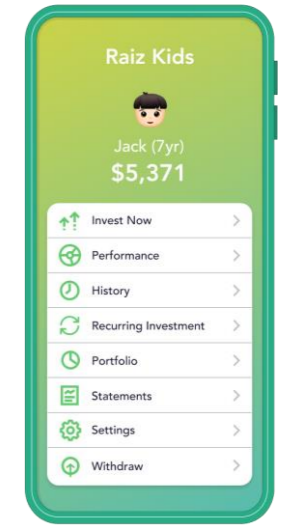 Raiz Kids
Jack (7yr)
$5,371
Invest Now
Performance
History
Recurring Investment
Portfolio
Statements
Settings
Withdraw